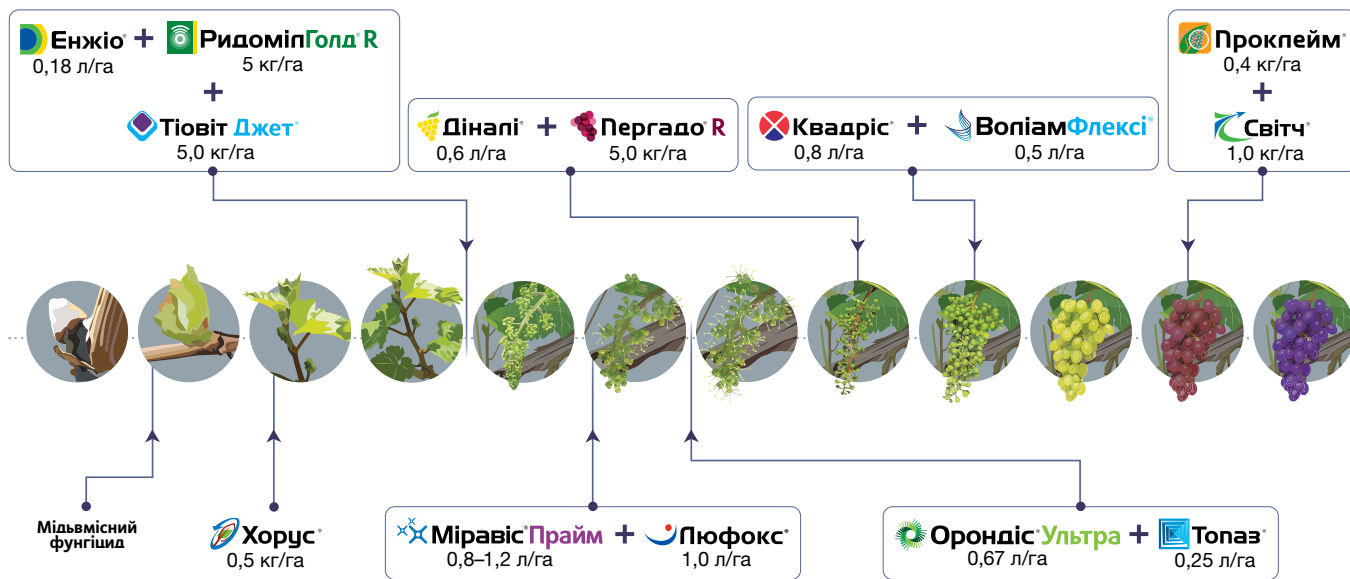 Енжіо® + РидомілГолд® R
0,18 л/га 5 кг/га
+
Тіовіт Джет®
5,0 кг/га
Діналі® + Пергадо® R
0,6 л/га 5,0 кг/га
Квадріс® + ВоліамФлексі®
0,8 л/га 0,5 л/га
Проклейм®
0,4 кг/га
+
Світч®
1,0 кг/га
Мідьвмісний
фунгіцид
Хорус®
0,5 кг/га
Міравіс®Прайм + Люфокс®
0,8–1,2 л/га 1,0 л/га
Орондіс®Ультра + Топаз®
0,67 л/га 0,25 л/га